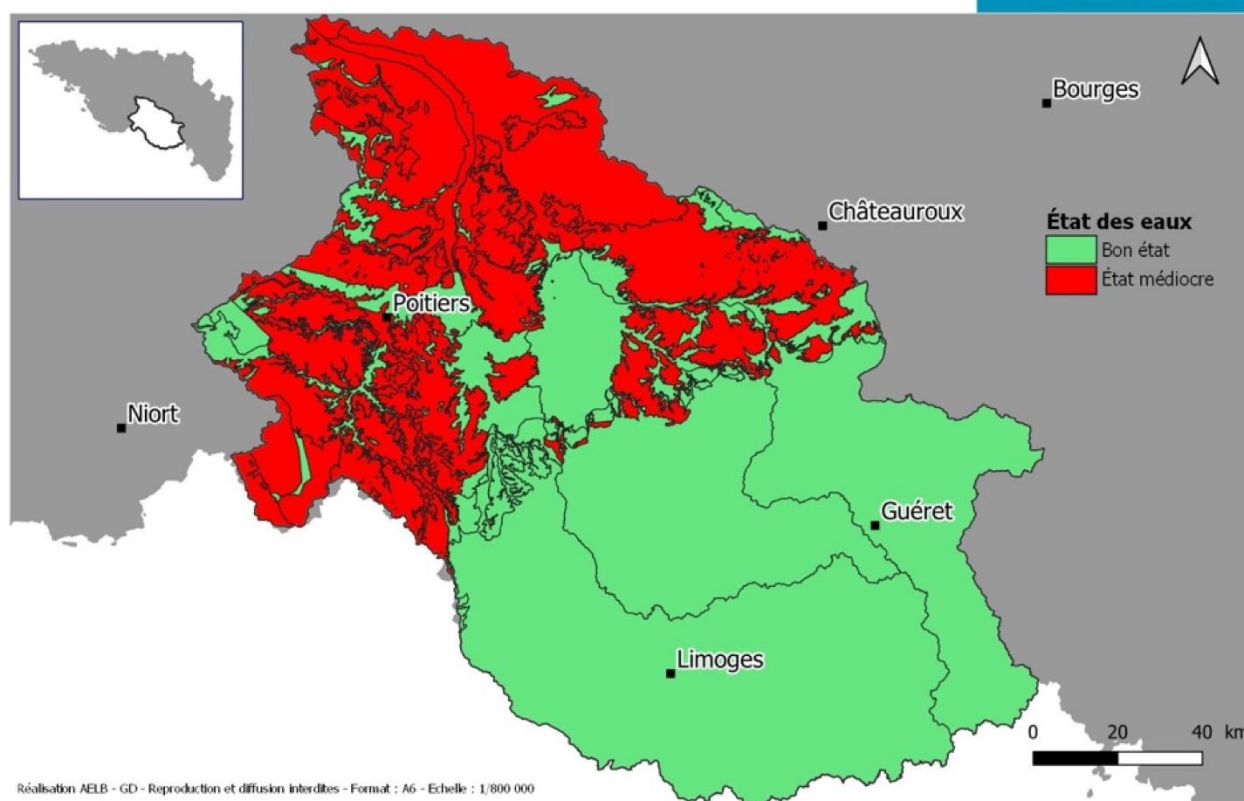 Bourges
Châteauroux
État des eaux
Bon état
État médiocre
Poitiers
Niort
Guéret
Limoges
0 20 40 km
Réalisation AELB - GD - Reproduction et diffusion interdites - Format : A6 - Echelle : 1/800 000